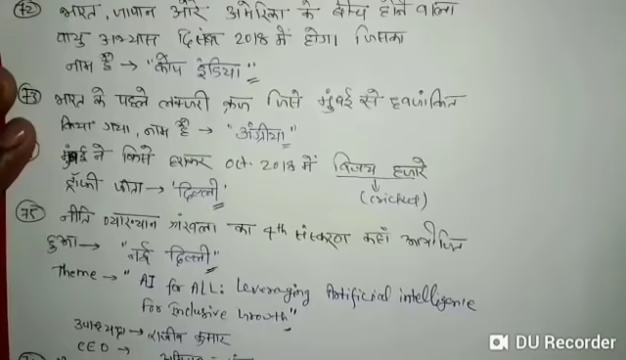 (72) भारत, जापान और अमेरिका के बीच होने वाला
वायु अभ्यास दिसंबर 2018 में होगा। जिसका
नाम है → "कोप इंडिया"
(73) भारत के पहले लक्जरी क्रूज जिसे मुंबई से हवांकित
किया गया, नाम है → "अंग्रीया"
मुंबई ने किसे हराकर Oct. 2018 में विजय हजारे
ट्रॉफी जीता → 'दिल्ली'
(cricket)
(75) नीति व्याख्यान श्रंखला का 4th संस्करण कहाँ आयोजित
हुआ → "नई दिल्ली"
Theme → " AI for ALL: Leveraging Artificial intelligence
for Inclusive Growth"
उपाध्यक्ष → राजीव कुमार
CEO →
DU Recorder